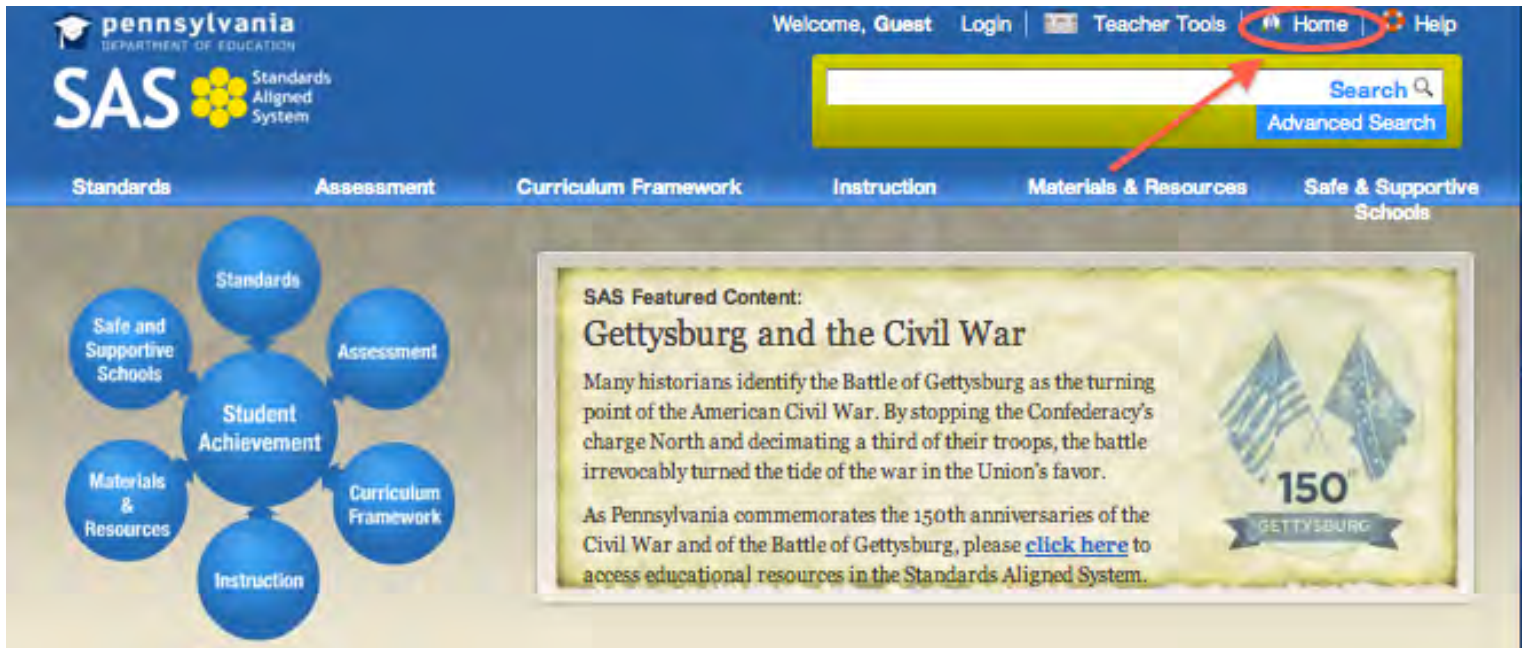 pennsylvania
DEPARTMENT OF EDUCATION
Welcome, Guest Login | Teacher Tools | Home | Help
SAS Standards
Aligned
System
Search
Advanced Search
Standards Assessment Curriculum Framework Instruction Materials & Resources Safe & Supportive
Schools
Standards
Safe and
Supportive
Schools
Assessment
Student
Achievement
Materials
&
Resources
Curriculum
Framework
Instruction
SAS Featured Content:
Gettysburg and the Civil War
Many historians identify the Battle of Gettysburg as the turning
point of the American Civil War. By stopping the Confederacy's
charge North and decimating a third of their troops, the battle
irrevocably turned the tide of the war in the Union's favor.
As Pennsylvania commemorates the 150th anniversaries of the
Civil War and of the Battle of Gettysburg, please click here to
access educational resources in the Standards Aligned System.
150
GETTYSBURG